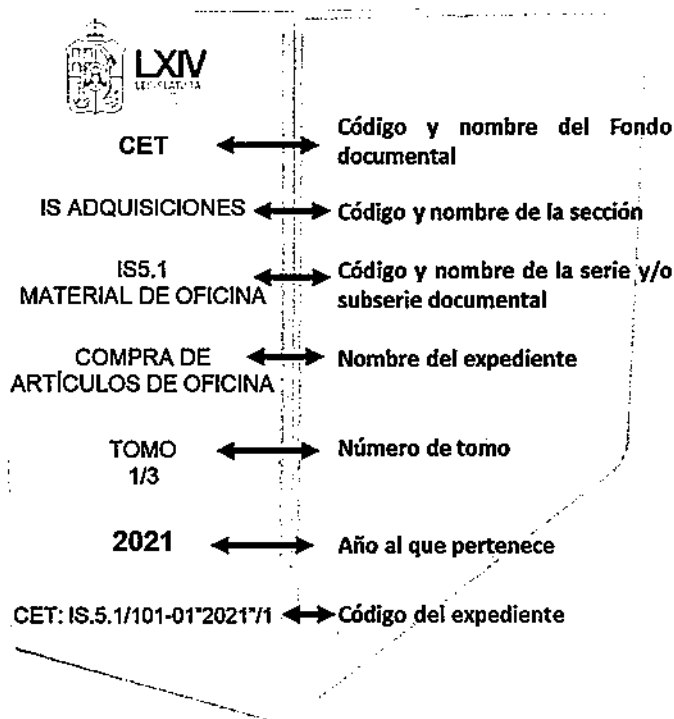 LXIV
LEGISLATURA
CET
Código y nombre del Fondo
documental
IS ADQUISICIONES
Código y nombre de la sección
IS5.1
MATERIAL DE OFICINA
Código y nombre de la serie y/o
subserie documental
COMPRA DE
ARTÍCULOS DE OFICINA
Nombre del expediente
TOMO
1/3
Número de tomo
2021
Año al que pertenece
CET: IS.5.1/101-01"2021"/1
Código del expediente